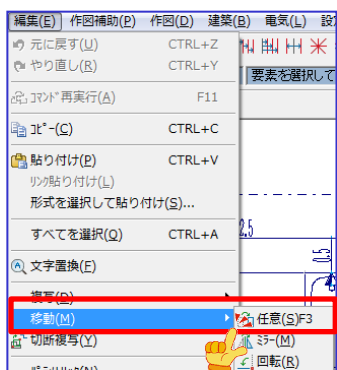 編集(E) 作図補助(P) 作図(D) 建築(B) 電気(L) 設
元に戻す(U) CTRL+Z
やり直し(R) CTRL+Y
要素を選択して
ｺﾏﾝﾄﾞ再実行(A) F11
ｺﾋﾟｰ(C) CTRL+C
貼り付け(P) CTRL+V
ﾘﾝｸ貼り付け(L)
形式を選択して貼り付け(S)...
すべてを選択(Q) CTRL+A
2.5
文字置換(F)
複写(D)
移動(M) 任意(S)F3
切断複写(Y) ﾐﾗｰ(M)
回転(R)